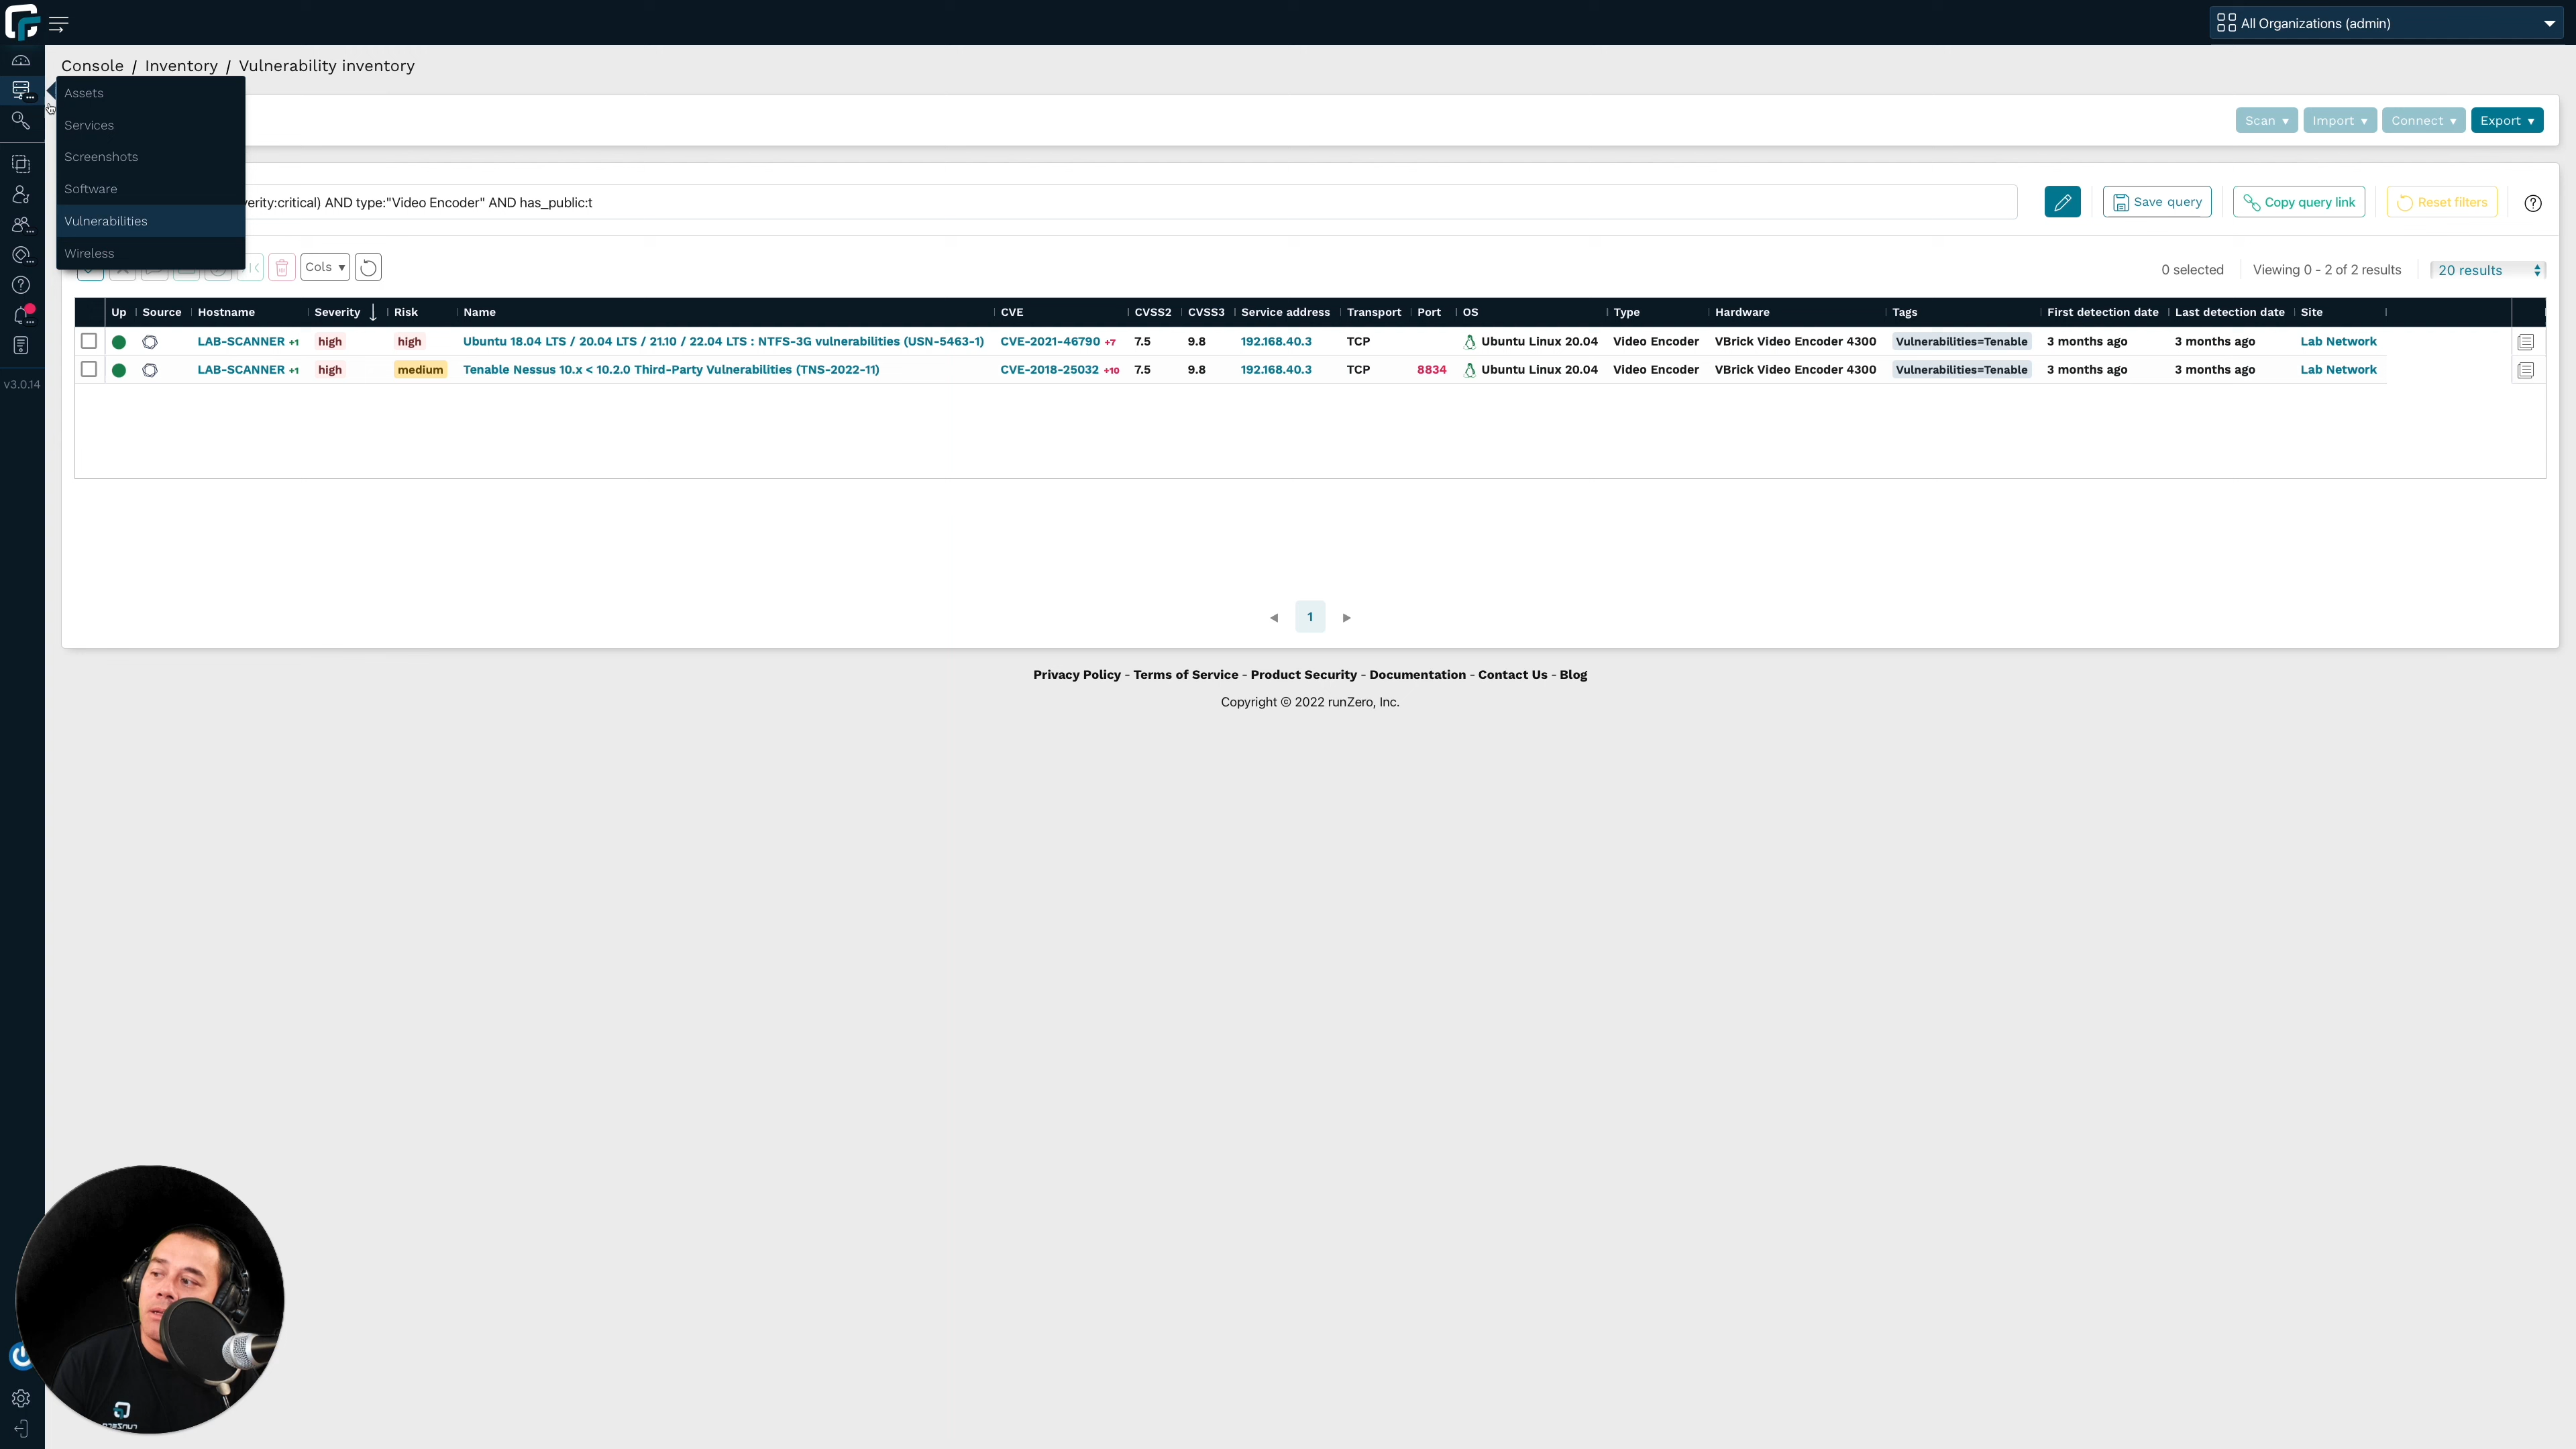 All Organizations (admin)
Console / Inventory / Vulnerability inventory
Assets
Services
Screenshots
Software
Vulnerabilities
Wireless
v3.0.14
Scan ▾ Import ▾ Connect ▾ Export ▾
verity:critical) AND type:"Video Encoder" AND has_public:t
Save query Copy query link Reset filters
Cols ▾ 0 selected Viewing 0 - 2 of 2 results 20 results
Up Source Hostname Severity ↓ Risk Name CVE CVSS2 CVSS3 Service address Transport Port OS Type Hardware Tags First detection date Last detection date Site
LAB-SCANNER +1 high high Ubuntu 18.04 LTS / 20.04 LTS / 21.10 / 22.04 LTS : NTFS-3G vulnerabilities (USN-5463-1) CVE-2021-46790 +7 7.5 9.8 192.168.40.3 TCP Ubuntu Linux 20.04 Video Encoder VBrick Video Encoder 4300 Vulnerabilities=Tenable 3 months ago 3 months ago Lab Network
LAB-SCANNER +1 high medium Tenable Nessus 10.x < 10.2.0 Third-Party Vulnerabilities (TNS-2022-11) CVE-2018-25032 +10 7.5 9.8 192.168.40.3 TCP 8834 Ubuntu Linux 20.04 Video Encoder VBrick Video Encoder 4300 Vulnerabilities=Tenable 3 months ago 3 months ago Lab Network
◀ 1 ▶
Privacy Policy - Terms of Service - Product Security - Documentation - Contact Us - Blog
Copyright © 2022 runZero, Inc.